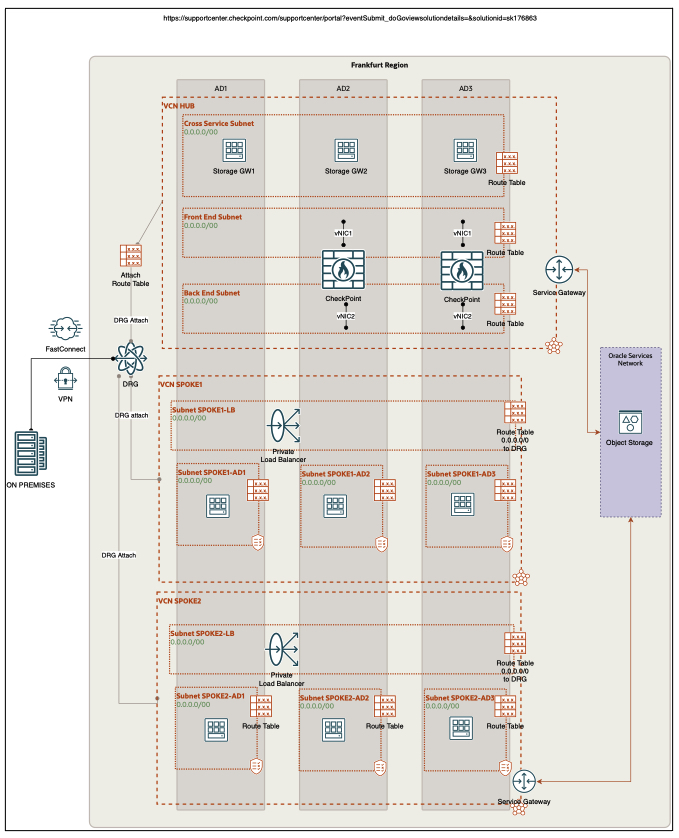 https://supportcenter.checkpoint.com/supportcenter/portal?eventSubmit_doGoviewsolutiondetails=&solutionid=sk176863
Frankfurt Region
AD1
AD2
AD3
VCN HUB
Cross Service Subnet
0.0.0.0/00
Storage GW1
Storage GW2
Storage GW3
x.x.x.
x.x.x.
x.x.x.
Route Table
Front End Subnet
0.0.0.0/00
vNIC1
vNIC1
x.x.x.
x.x.x.
x.x.x.
Route Table
x.x.x.
x.x.x.
x.x.x.
Attach
Route Table
CheckPoint
CheckPoint
Service Gateway
Back End Subnet
0.0.0.0/00
vNIC2
vNIC2
x.x.x.
x.x.x.
x.x.x.
Route Table
DRG Attach
FastConnect
DRG
VPN
ON PREMISES
DRG attach
DRG Attach
Oracle Services
Network
Object Storage
VCN SPOKE1
Subnet SPOKE1-LB
0.0.0.0/00
Private
Load Balancer
x.x.x.
x.x.x.
x.x.x.
Route Table
0.0.0.0/0
to DRG
Subnet SPOKE1-AD1
0.0.0.0/00
x.x.x.
x.x.x.
x.x.x.
Subnet SPOKE1-AD2
0.0.0.0/00
x.x.x.
x.x.x.
x.x.x.
Subnet SPOKE1-AD3
0.0.0.0/00
x.x.x.
x.x.x.
x.x.x.
VCN SPOKE2
Subnet SPOKE2-LB
0.0.0.0/00
Private
Load Balancer
x.x.x.
x.x.x.
x.x.x.
Route Table
0.0.0.0/0
to DRG
Subnet SPOKE2-AD1
0.0.0.0/00
x.x.x.
x.x.x.
x.x.x.
Route Table
Subnet SPOKE2-AD2
0.0.0.0/00
x.x.x.
x.x.x.
x.x.x.
Route Table
Subnet SPOKE2-AD3
0.0.0.0/00
x.x.x.
x.x.x.
x.x.x.
Route Table
Service Gateway